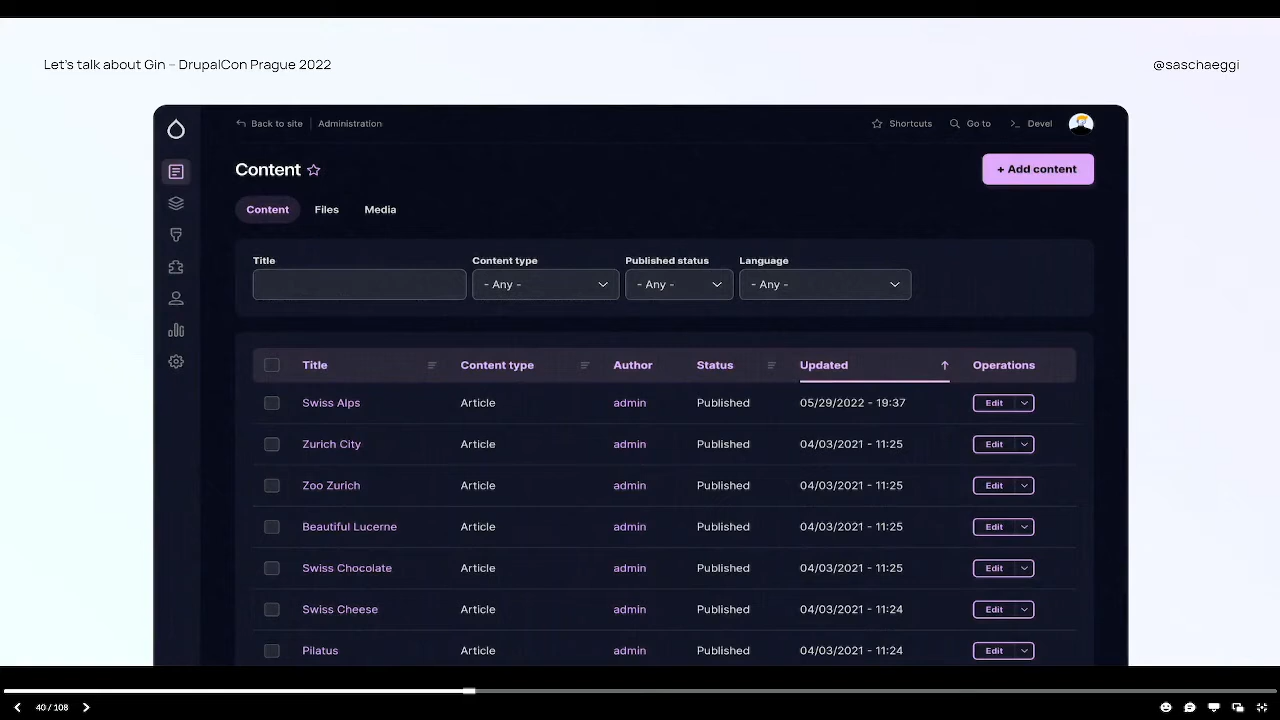 Let's talk about Gin – DrupalCon Prague 2022
@saschaeggi
Back to site
Administration
Shortcuts
Go to
Devel
Content
+ Add content
Content
Files
Media
Title
Content type
Published status
Language
- Any -
- Any -
- Any -
Title Content type Author Status Updated Operations
Swiss Alps Article admin Published 05/29/2022 - 19:37 Edit
Zurich City Article admin Published 04/03/2021 - 11:25 Edit
Zoo Zurich Article admin Published 04/03/2021 - 11:25 Edit
Beautiful Lucerne Article admin Published 04/03/2021 - 11:25 Edit
Swiss Chocolate Article admin Published 04/03/2021 - 11:25 Edit
Swiss Cheese Article admin Published 04/03/2021 - 11:24 Edit
Pilatus Article admin Published 04/03/2021 - 11:24 Edit
40 / 108